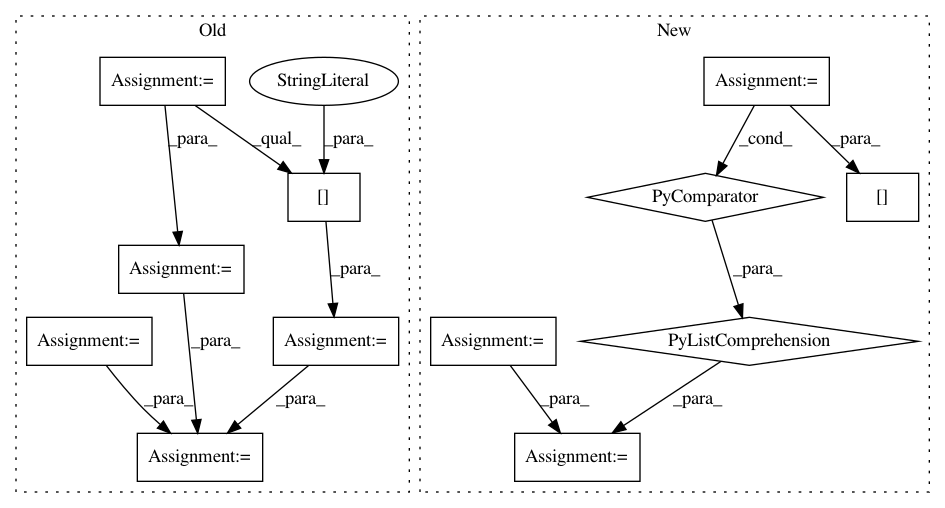 Old
New
Assignment:=
StringLiteral
Assignment:=
_para_
_qual_
_para_
_cond_
_para_
[]
PyComparator
[]
Assignment:=
_para_
_para_
Assignment:=
_para_
Assignment:=
Assignment:=
PyListComprehension
_para_
_para_
_para_
_para_
Assignment:=
Assignment:=